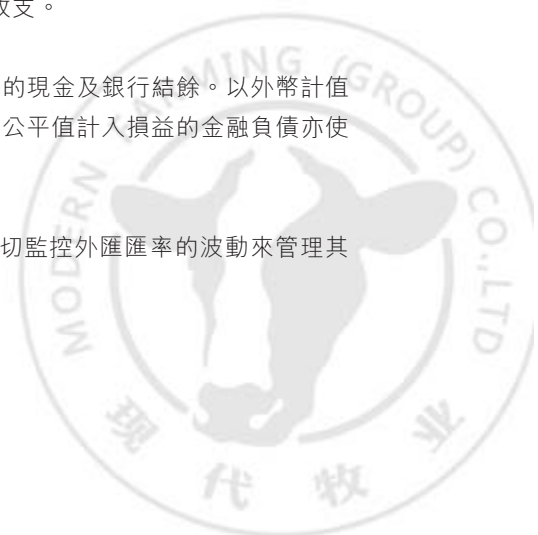 收支。
的現金及銀行結餘。以外幣計值
公平值計入損益的金融負債亦使
切監控外匯匯率的波動來管理其
MODERN FARMING (GROUP) CO.,LTD
现代牧业